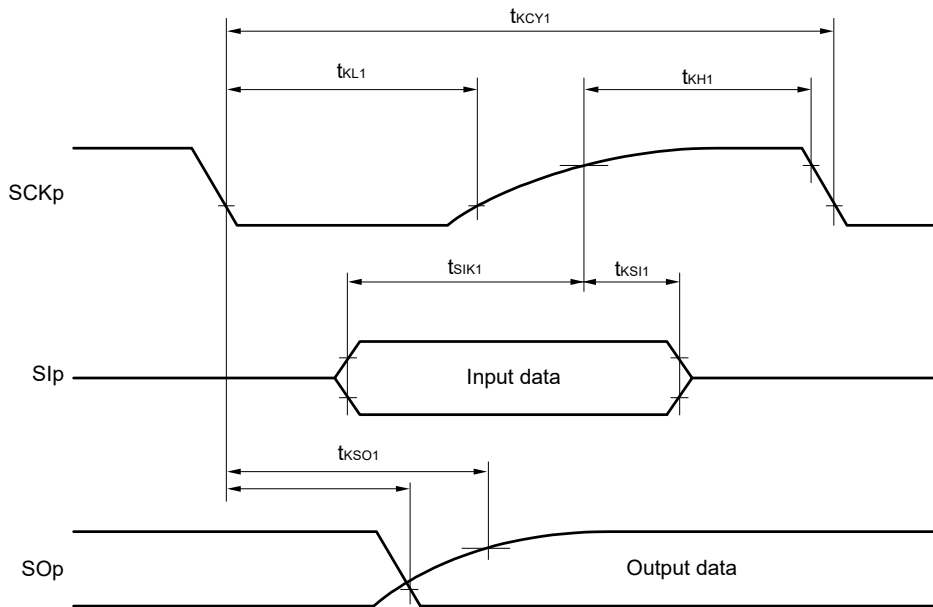 tKCY1
tKL1
tKH1
SCKp
tSIK1
tKSI1
SIp
Input data
tKSO1
SOp
Output data